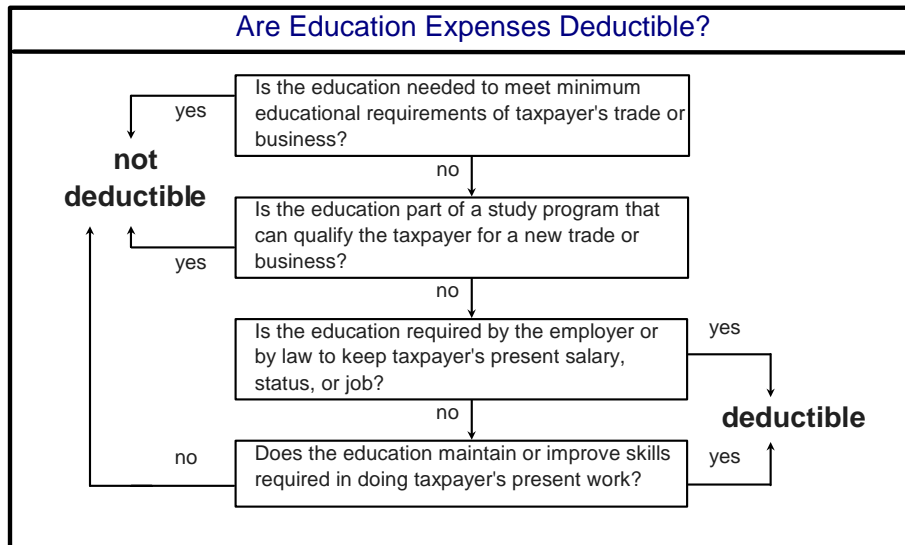 Are Education Expenses Deductible?
Is the education needed to meet minimum
educational requirements of taxpayer's trade or
business?
yes
not
deductible
no
Is the education part of a study program that
can qualify the taxpayer for a new trade or
business?
yes
no
Is the education required by the employer or
by law to keep taxpayer's present salary,
status, or job?
yes
no
deductible
Does the education maintain or improve skills
required in doing taxpayer's present work?
no
yes